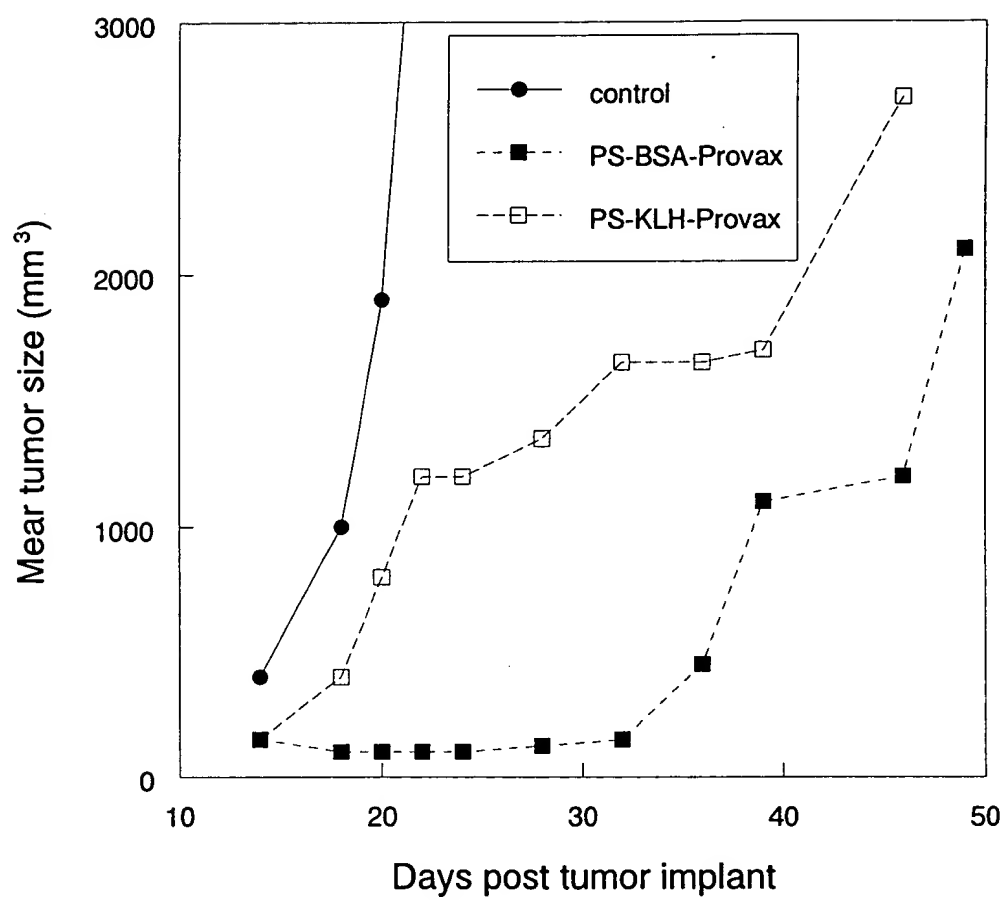 3000
2000
1000
0
Mear tumor size (mm³)
control
PS-BSA-Provax
PS-KLH-Provax
10 20 30 40 50
Days post tumor implant